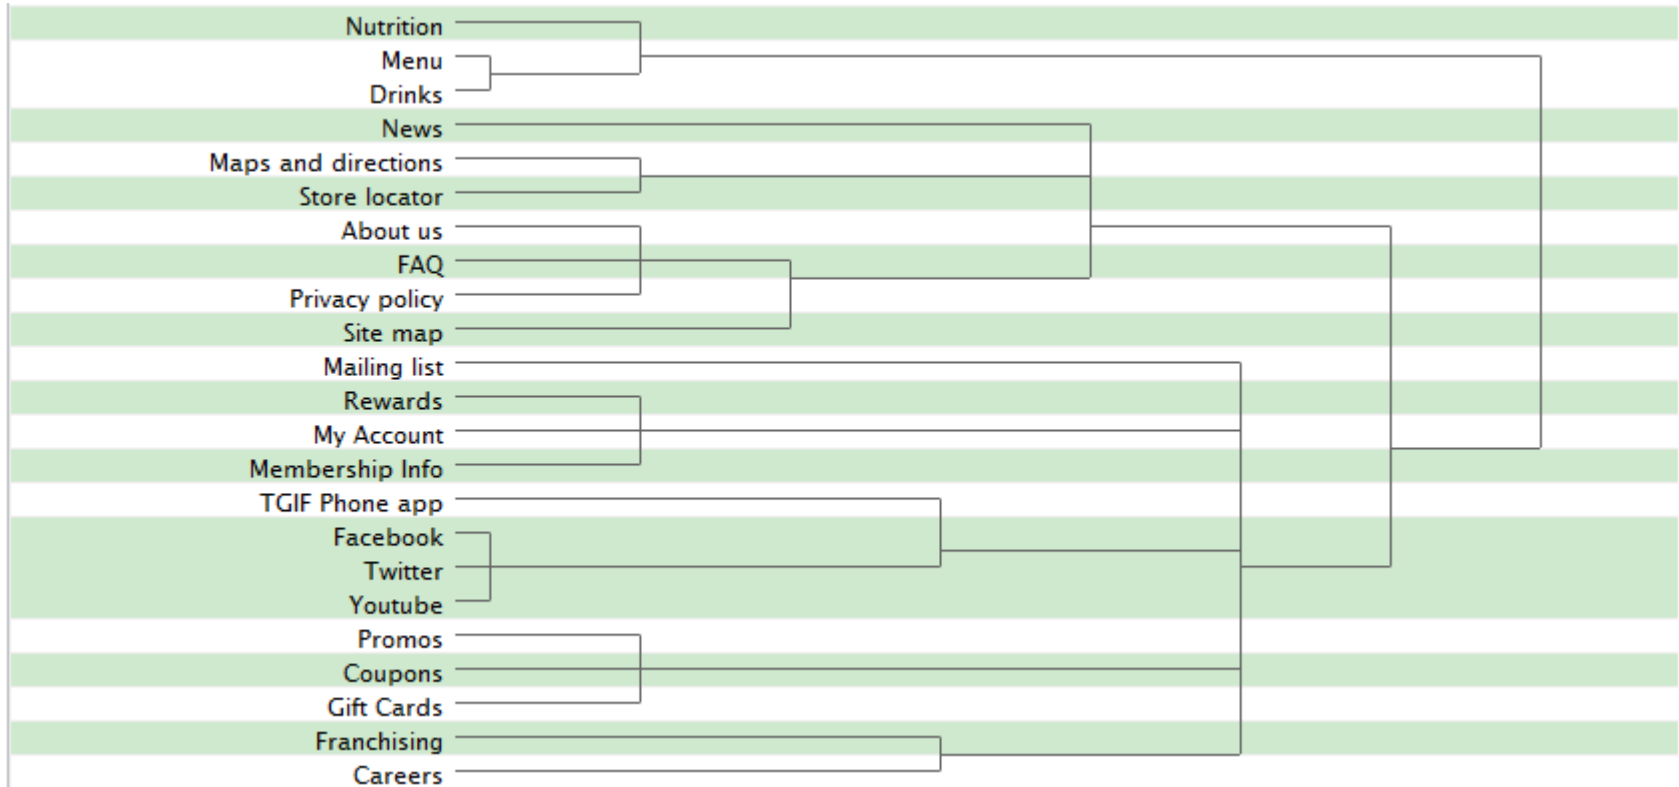 Nutrition
Menu
Drinks
News
Maps and directions
Store locator
About us
FAQ
Privacy policy
Site map
Mailing list
Rewards
My Account
Membership Info
TGIF Phone app
Facebook
Twitter
Youtube
Promos
Coupons
Gift Cards
Franchising
Careers